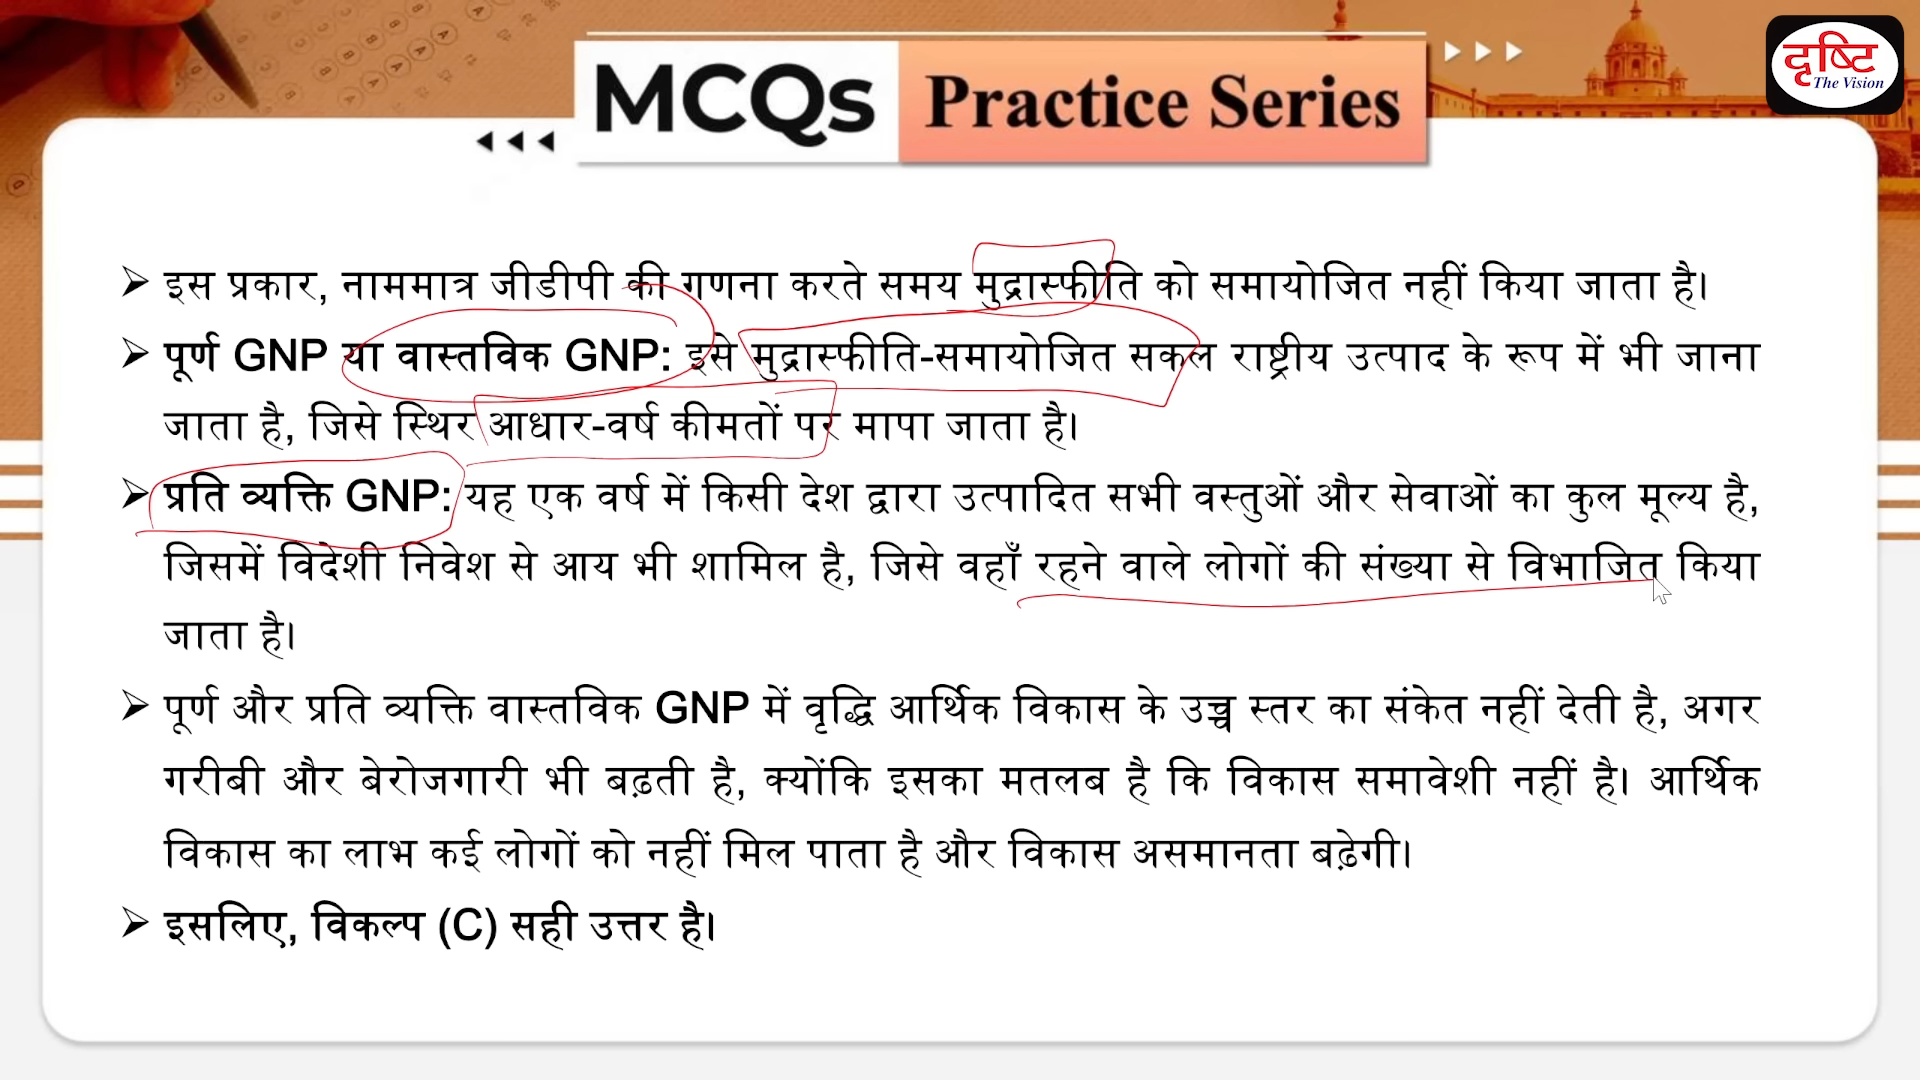 MCQs Practice Series
दृष्टि
The Vision
इस प्रकार, नाममात्र जीडीपी की गणना करते समय मुद्रास्फीति को समायोजित नहीं किया जाता है।
पूर्ण GNP या वास्तविक GNP: इसे मुद्रास्फीति-समायोजित सकल राष्ट्रीय उत्पाद के रूप में भी जाना
जाता है, जिसे स्थिर आधार-वर्ष कीमतों पर मापा जाता है।
प्रति व्यक्ति GNP: यह एक वर्ष में किसी देश द्वारा उत्पादित सभी वस्तुओं और सेवाओं का कुल मूल्य है,
जिसमें विदेशी निवेश से आय भी शामिल है, जिसे वहाँ रहने वाले लोगों की संख्या से विभाजित किया
जाता है।
पूर्ण और प्रति व्यक्ति वास्तविक GNP में वृद्धि आर्थिक विकास के उच्च स्तर का संकेत नहीं देती है, अगर
गरीबी और बेरोजगारी भी बढ़ती है, क्योंकि इसका मतलब है कि विकास समावेशी नहीं है। आर्थिक
विकास का लाभ कई लोगों को नहीं मिल पाता है और विकास असमानता बढ़ेगी।
इसलिए, विकल्प (C) सही उत्तर है।